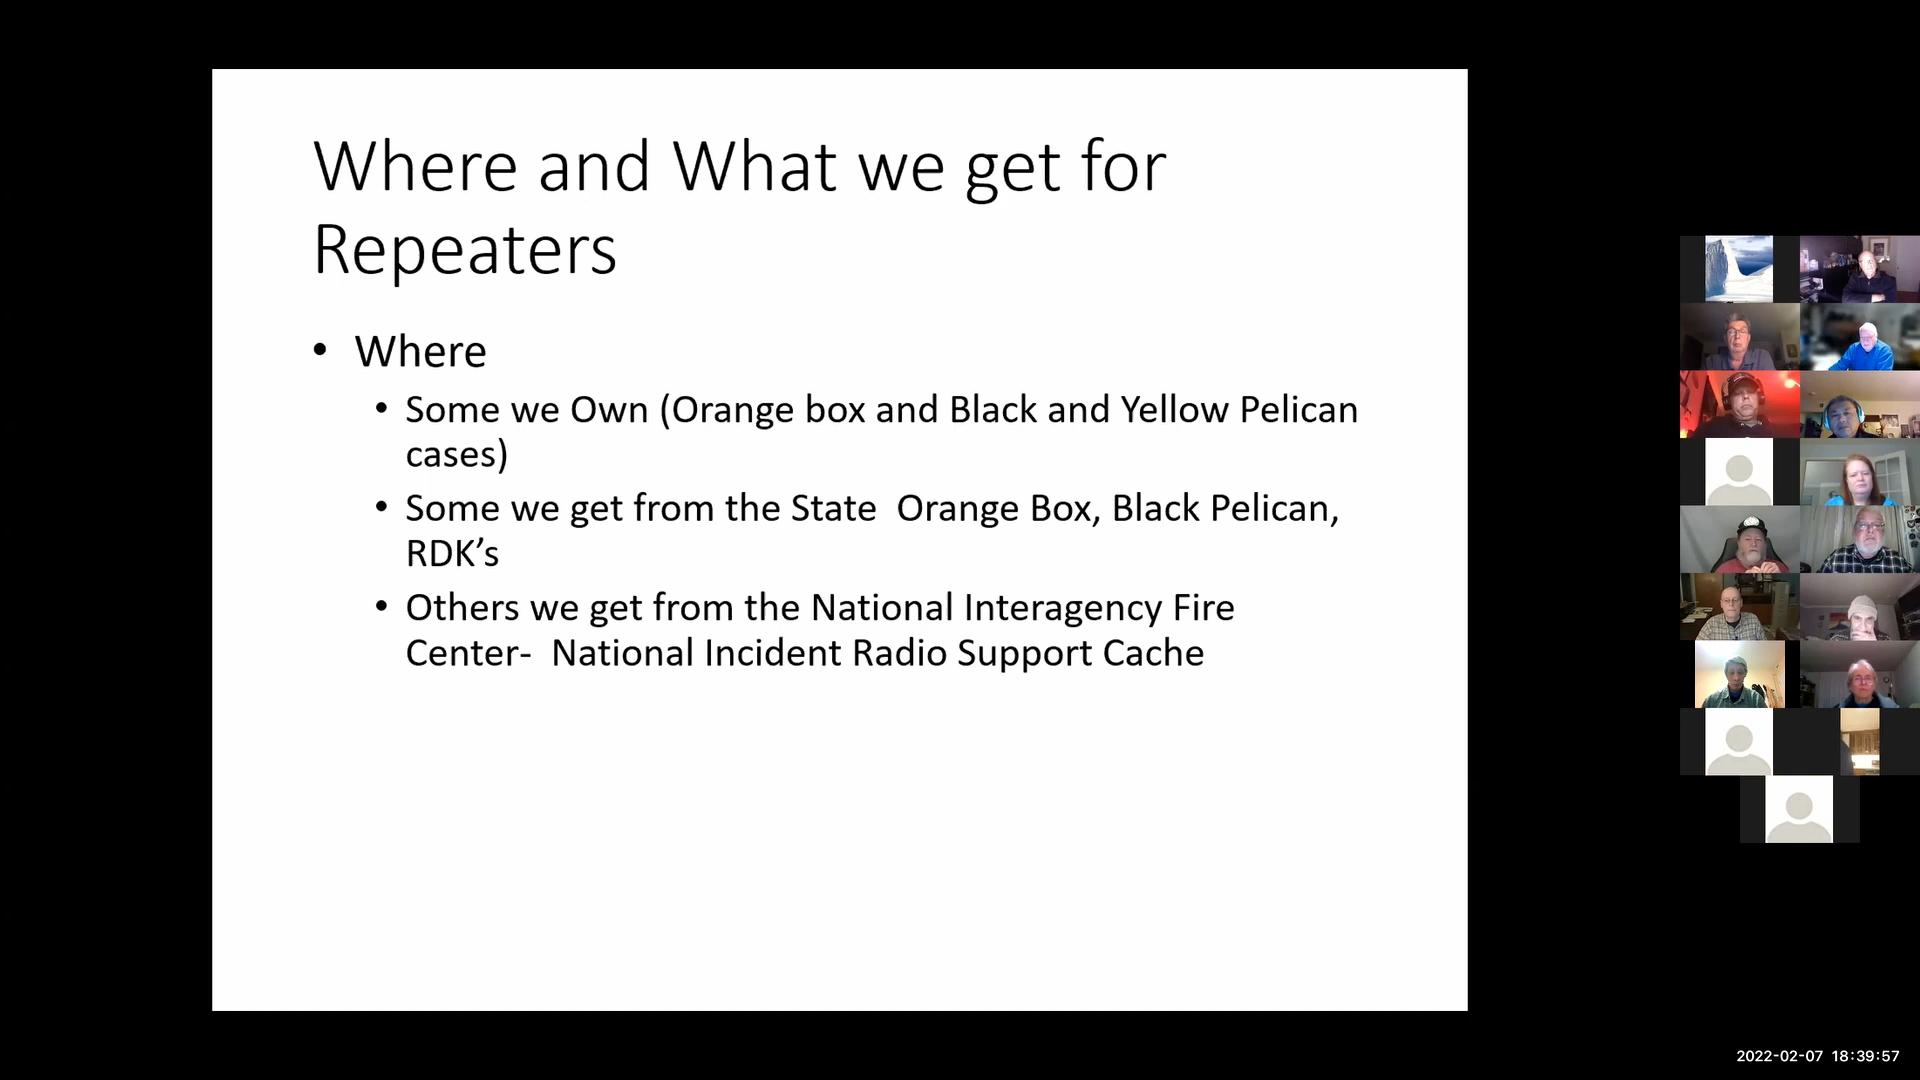 Where and What we get for
Repeaters
• Where
• Some we Own (Orange box and Black and Yellow Pelican
cases)
• Some we get from the State  Orange Box, Black Pelican,
RDK’s
• Others we get from the National Interagency Fire
Center-  National Incident Radio Support Cache
2022-02-07 18:39:57